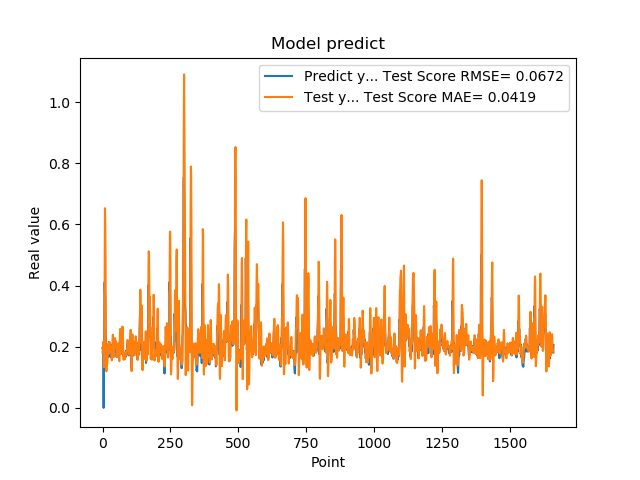 Model predict
Predict y... Test Score RMSE= 0.0672
Test y... Test Score MAE= 0.0419
Real value
1.0
0.8
0.6
0.4
0.2
0.0
0
250
500
750
1000
1250
1500
Point